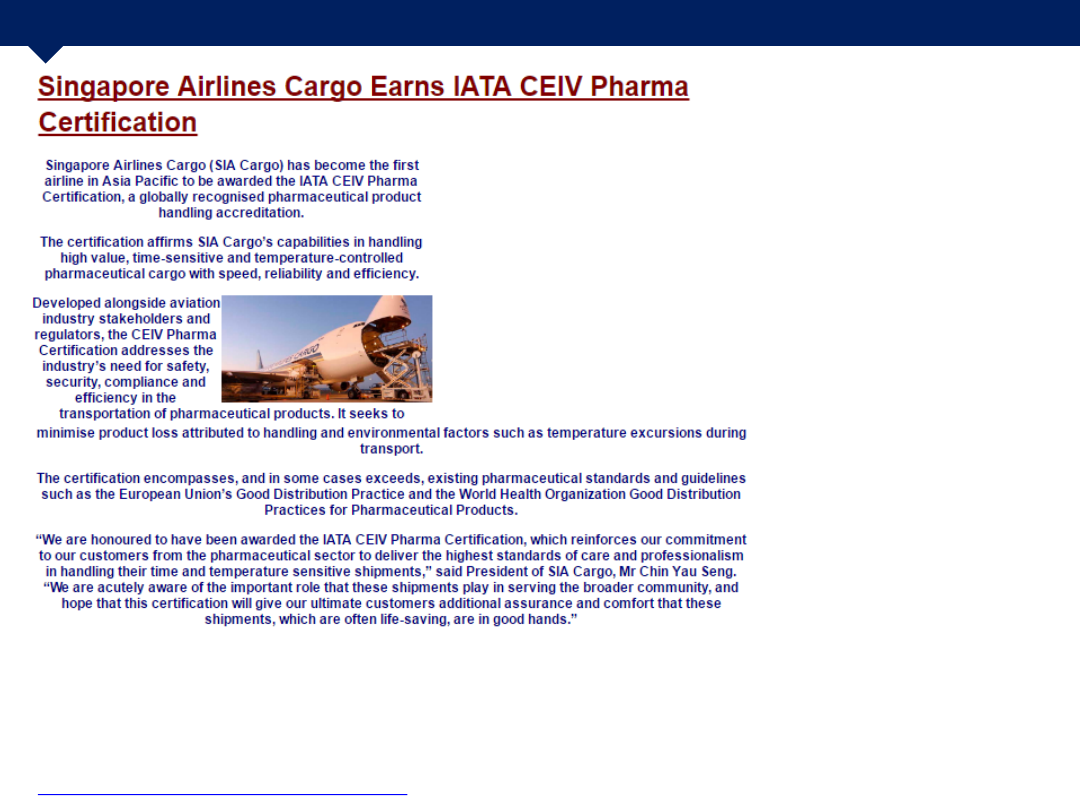 Singapore Airlines Cargo Earns IATA CEIV Pharma
Certification
Singapore Airlines Cargo (SIA Cargo) has become the first
airline in Asia Pacific to be awarded the IATA CEIV Pharma
Certification, a globally recognised pharmaceutical product
handling accreditation.
The certification affirms SIA Cargo’s capabilities in handling
high value, time-sensitive and temperature-controlled
pharmaceutical cargo with speed, reliability and efficiency.
Developed alongside aviation
industry stakeholders and
regulators, the CEIV Pharma
Certification addresses the
industry’s need for safety,
security, compliance and
efficiency in the
transportation of pharmaceutical products. It seeks to
minimise product loss attributed to handling and environmental factors such as temperature excursions during
transport.
The certification encompasses, and in some cases exceeds, existing pharmaceutical standards and guidelines
such as the European Union’s Good Distribution Practice and the World Health Organization Good Distribution
Practices for Pharmaceutical Products.
“We are honoured to have been awarded the IATA CEIV Pharma Certification, which reinforces our commitment
to our customers from the pharmaceutical sector to deliver the highest standards of care and professionalism
in handling their time and temperature sensitive shipments,” said President of SIA Cargo, Mr Chin Yau Seng.
“We are acutely aware of the important role that these shipments play in serving the broader community, and
hope that this certification will give our ultimate customers additional assurance and comfort that these
shipments, which are often life-saving, are in good hands.”